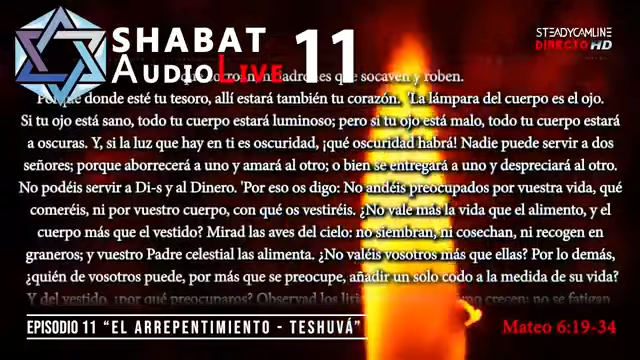 SHABAT
AUDIOLIVE 11
STEADYCAMLINE
DIRECTO HD
que socaven y roben.
Porque donde esté tu tesoro, allí estará también tu corazón. 'La lámpara del cuerpo es el ojo.
Si tu ojo está sano, todo tu cuerpo estará luminoso; pero si tu ojo está malo, todo tu cuerpo estará
a oscuras. Y, si la luz que hay en ti es oscuridad, ¡qué oscuridad habrá! Nadie puede servir a dos
señores; porque aborrecerá a uno y amará al otro; o bien se entregará a uno y despreciará al otro.
No podéis servir a Di-s y al Dinero. 'Por eso os digo: No andéis preocupados por vuestra vida, qué
comeréis, ni por vuestro cuerpo, con qué os vestiréis. ¿No vale más la vida que el alimento, y el
cuerpo más que el vestido? Mirad las aves del cielo: no siembran, ni cosechan, ni recogen en
graneros; y vuestro Padre celestial las alimenta. ¿No valéis vosotros más que ellas? Por lo demás,
¿quién de vosotros puede, por más que se preocupe, añadir un solo codo a la medida de su vida?
Y del vestido, ¿por qué preocuparos? Observad los crecen: no se fatigan
EPISODIO 11 “EL ARREPENTIMIENTO - TESHUVÁ”
Mateo 6:19-34